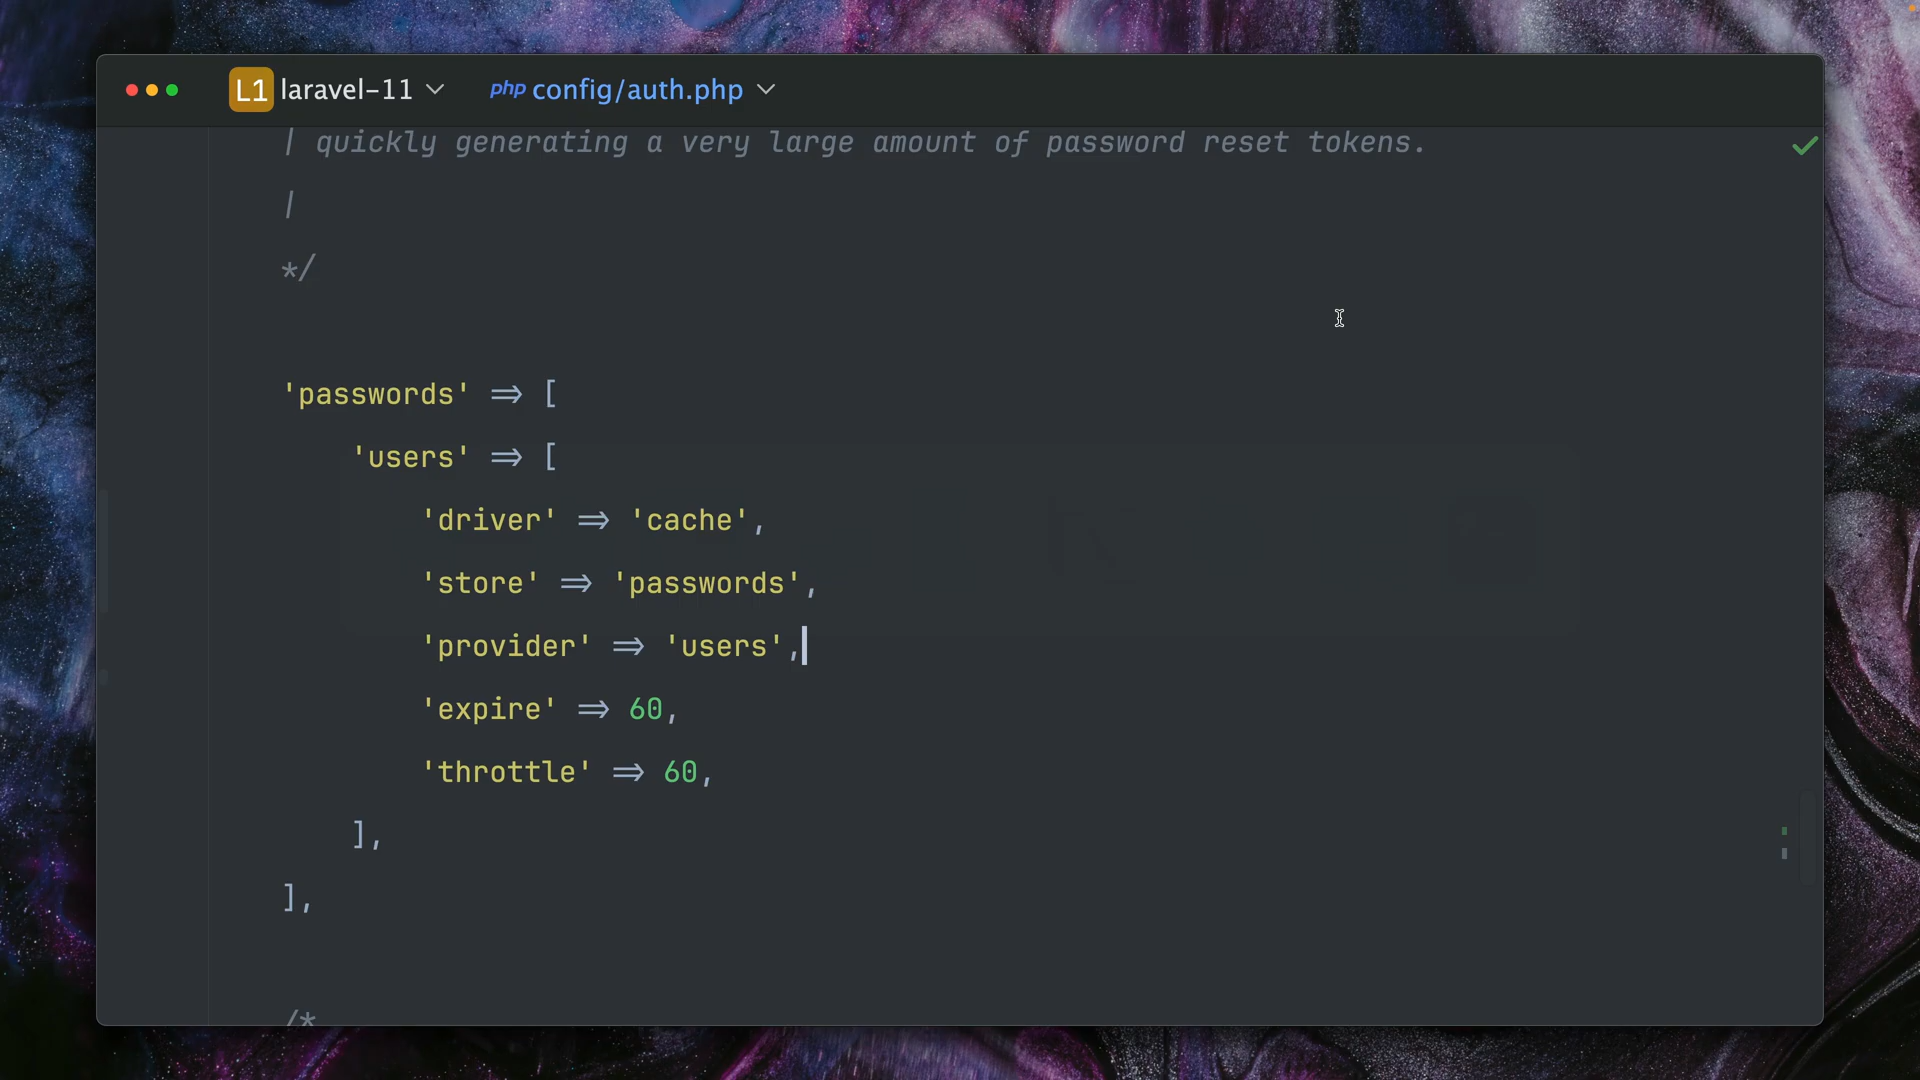 L1 laravel-11 php config/auth.php
| quickly generating a very large amount of password reset tokens.
|
*/
'passwords' => [
'users' => [
'driver' => 'cache',
'store' => 'passwords',
'provider' => 'users',
'expire' => 60,
'throttle' => 60,
],
],
/*